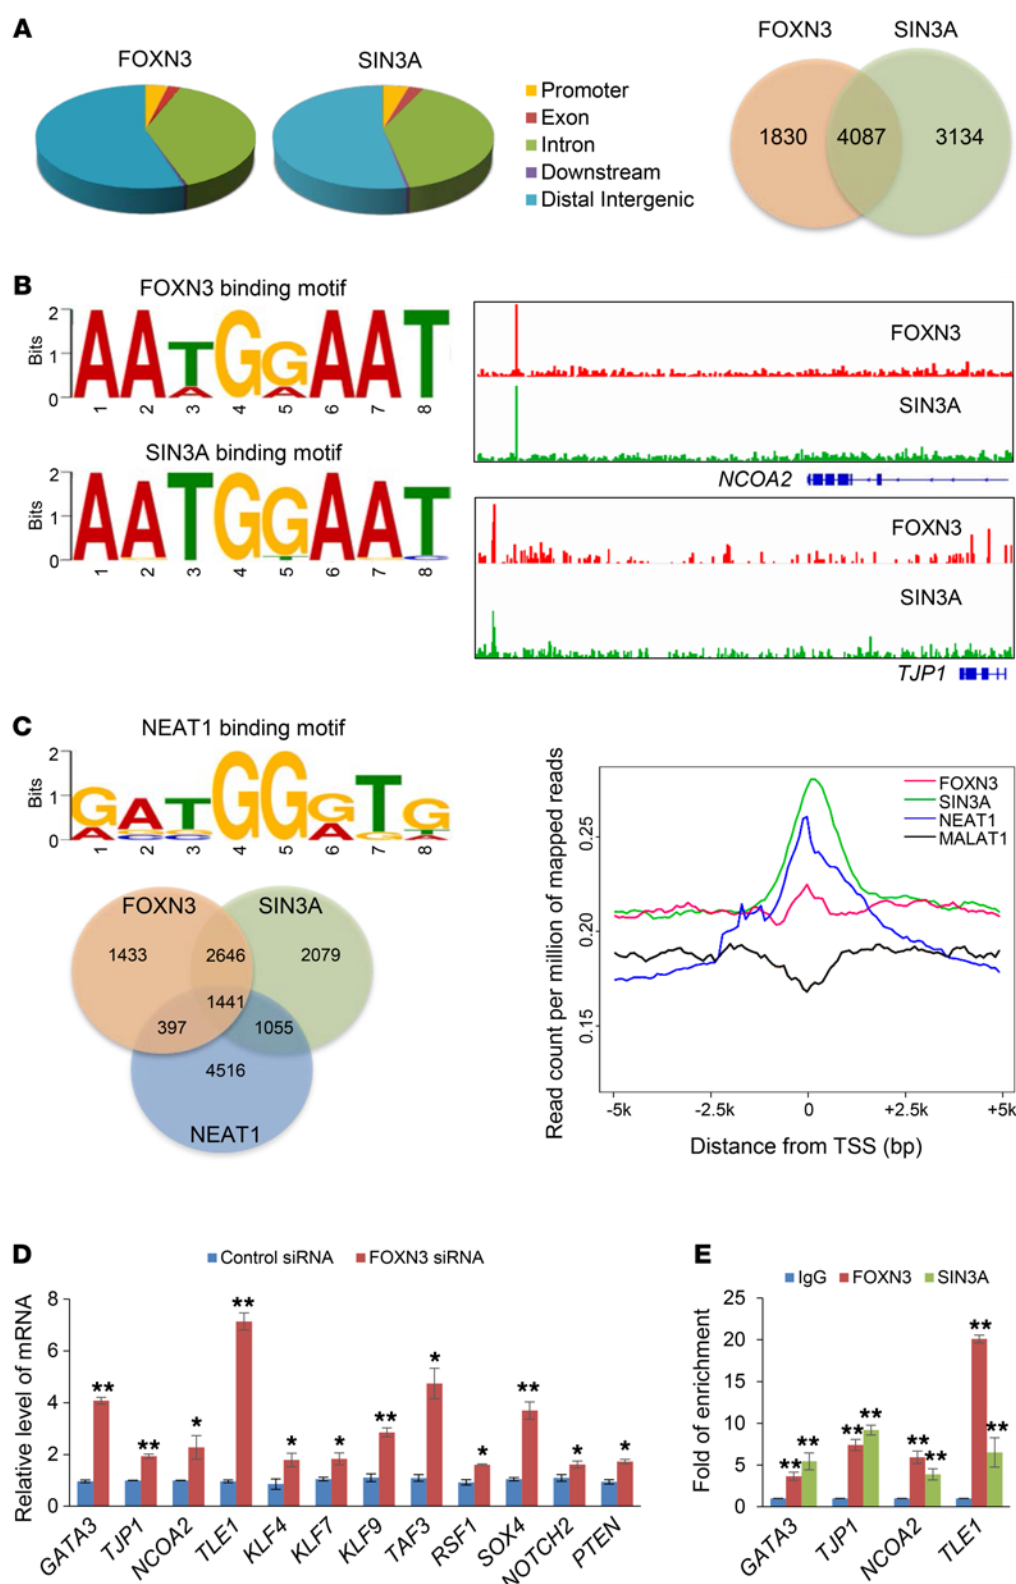 A
FOXN3
SIN3A
Promoter
Exon
Intron
Downstream
Distal Intergenic
FOXN3
SIN3A
1830
4087
3134
B
FOXN3 binding motif
Bits
2
1
0
AATGGAAT
A A
1 2 3 4 5 6 7 8
SIN3A binding motif
Bits
2
1
0
AATGGAAT
1 2 3 4 5 6 7 8
FOXN3
SIN3A
NCOA2
FOXN3
SIN3A
TJP1
C
NEAT1 binding motif
Bits
2
1
0
GATGGGTG
1 2 3 4 5 6 7 8
FOXN3
SIN3A
1433
2646
2079
1441
397
1055
4516
NEAT1
Read count per million of mapped reads
0.25
0.20
0.15
FOXN3
SIN3A
NEAT1
MALAT1
-5k -2.5k 0 +2.5k +5k
Distance from TSS (bp)
D
Control siRNA FOXN3 siRNA
Relative level of mRNA
8
6
4
2
0
** ** * ** * * ** * * ** * *
GATA3 TJP1 NCOA2 TLE1 KLF4 KLF7 KLF9 TAF3 RSF1 SOX4 NOTCH2 PTEN
E
IgG FOXN3 SIN3A
Fold of enrichment
25
20
15
10
5
0
** ** ** ** ** ** ** **
GATA3 TJP1 NCOA2 TLE1